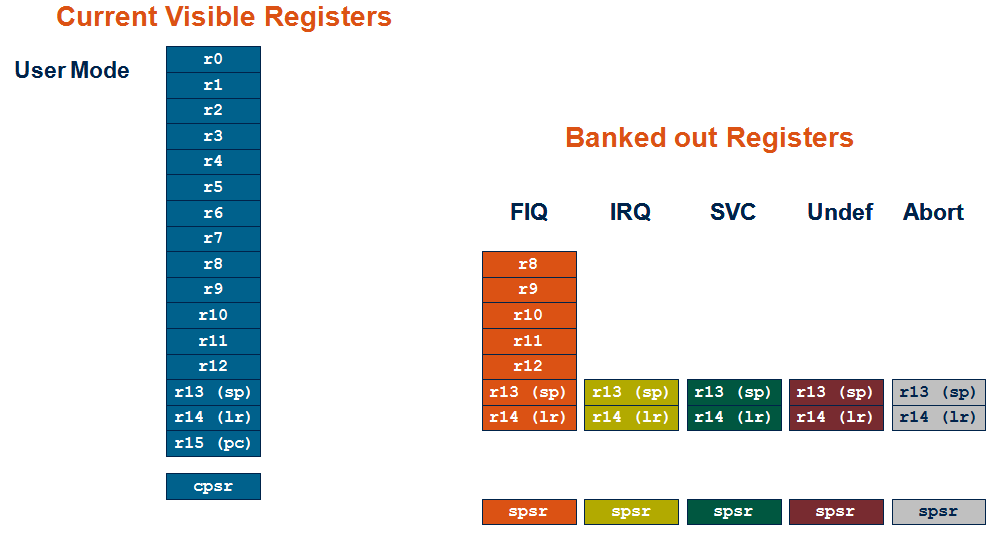 Current Visible Registers
User Mode
r0
r1
r2
r3
r4
r5
r6
r7
r8
r9
r10
r11
r12
r13 (sp)
r14 (lr)
r15 (pc)
cpsr
Banked out Registers
FIQ IRQ SVC Undef Abort
r8
r9
r10
r11
r12
r13 (sp) r13 (sp) r13 (sp) r13 (sp) r13 (sp)
r14 (lr) r14 (lr) r14 (lr) r14 (lr) r14 (lr)
spsr spsr spsr spsr spsr